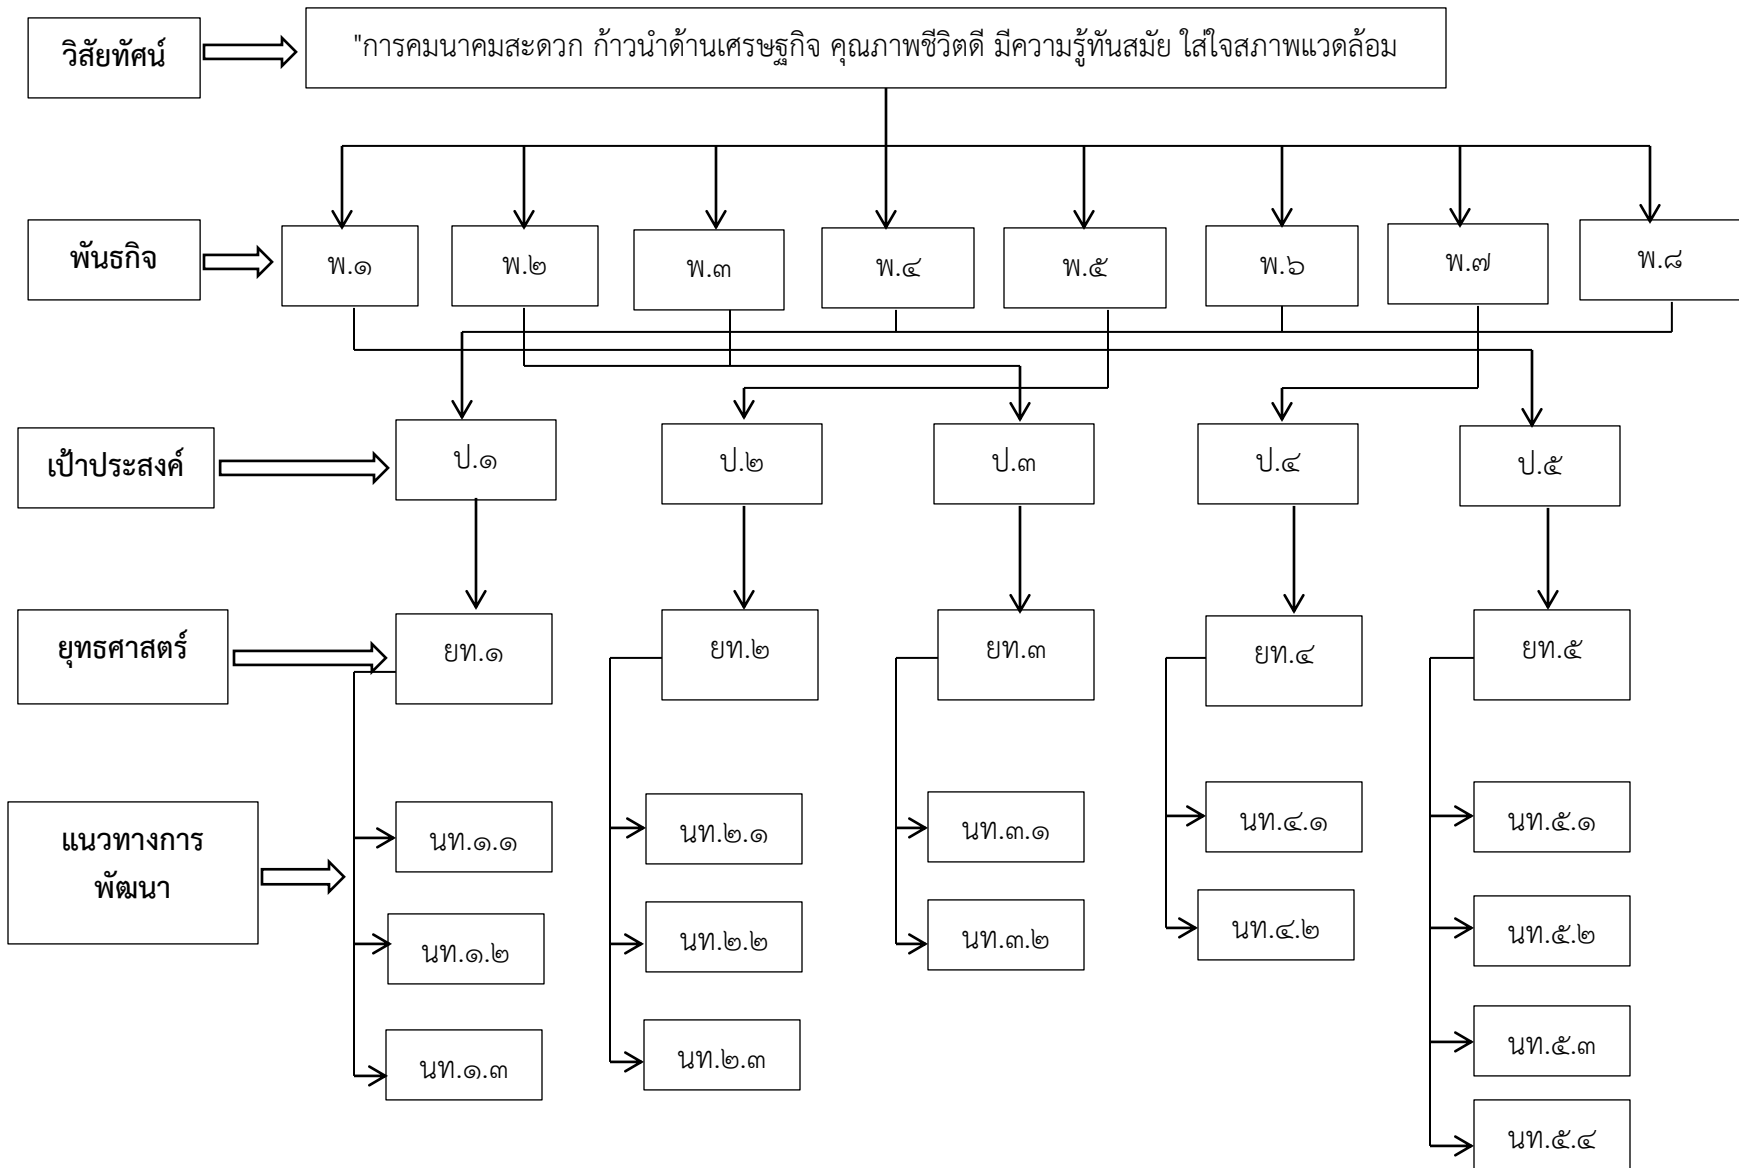 วิสัยทัศน์
"การคมนาคมสะดวก ก้าวนำด้านเศรษฐกิจ คุณภาพชีวิตดี มีความรู้ทันสมัย ใส่ใจสภาพแวดล้อม
พันธกิจ
พ.๑
พ.๒
พ.๓
พ.๔
พ.๕
พ.๖
พ.๗
พ.๘
เป้าประสงค์
ป.๑
ป.๒
ป.๓
ป.๔
ป.๕
ยุทธศาสตร์
ยท.๑
ยท.๒
ยท.๓
ยท.๔
ยท.๕
แนวทางการ
พัฒนา
นท.๑.๑
นท.๒.๑
นท.๓.๑
นท.๔.๑
นท.๕.๑
นท.๑.๒
นท.๒.๒
นท.๓.๒
นท.๔.๒
นท.๕.๒
นท.๑.๓
นท.๒.๓
นท.๕.๓
นท.๕.๔